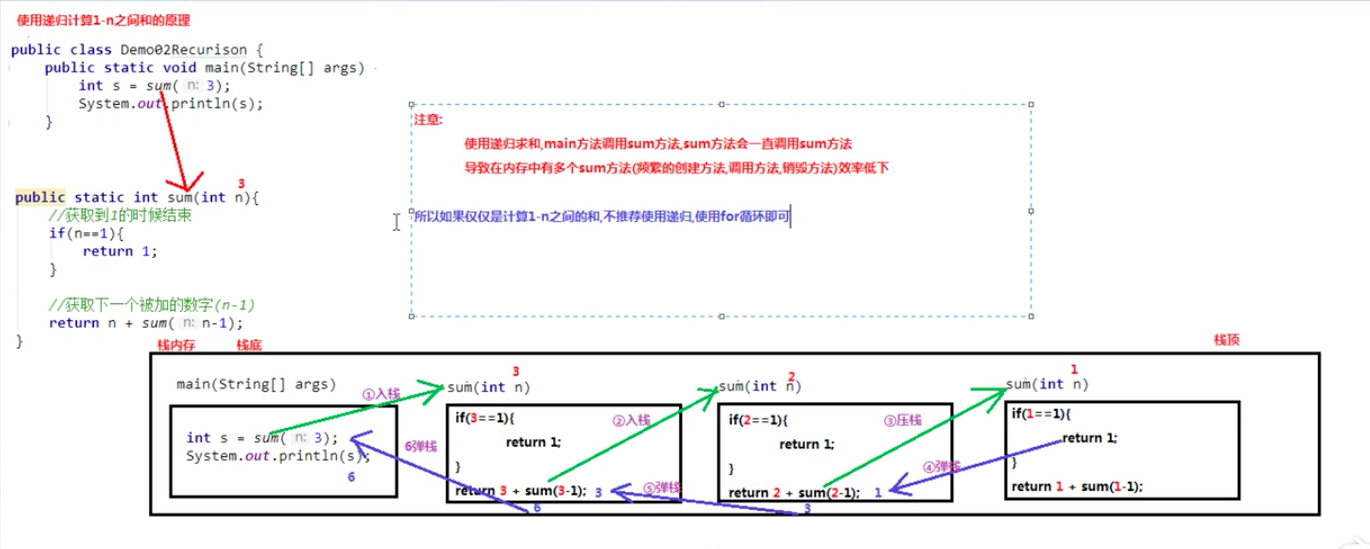 使用递归计算1-n之间和的原理
public class Demo02Recurison {
public static void main(String[] args)
int s = sum( n: 3);
System.out.println(s);
}
注意:
使用递归求和,main方法调用sum方法,sum方法会一直调用sum方法
导致在内存中有多个sum方法(频繁的创建方法,调用方法,销毁方法)效率低下
所以如果仅仅是计算1-n之间的和,不推荐使用递归,使用for循环即可
3
public static int sum(int n){
//获取到1的时候结束
if(n==1){
return 1;
}
//获取下一个被加的数字(n-1)
return n + sum( n: n-1);
}
栈内存 栈底 栈顶
main(String[] args)
int s = sum( n: 3);
System.out.println(s);
6
①入栈
6弹栈
3
sum(int n)
if(3==1){
return 1;
}
return 3 + sum(3-1); 3
6
②入栈
⑤弹栈
2
sum(int n)
if(2==1){
return 1;
}
return 2 + sum(2-1); 1
3
③压栈
④弹栈
1
sum(int n)
if(1==1){
return 1;
}
return 1 + sum(1-1);